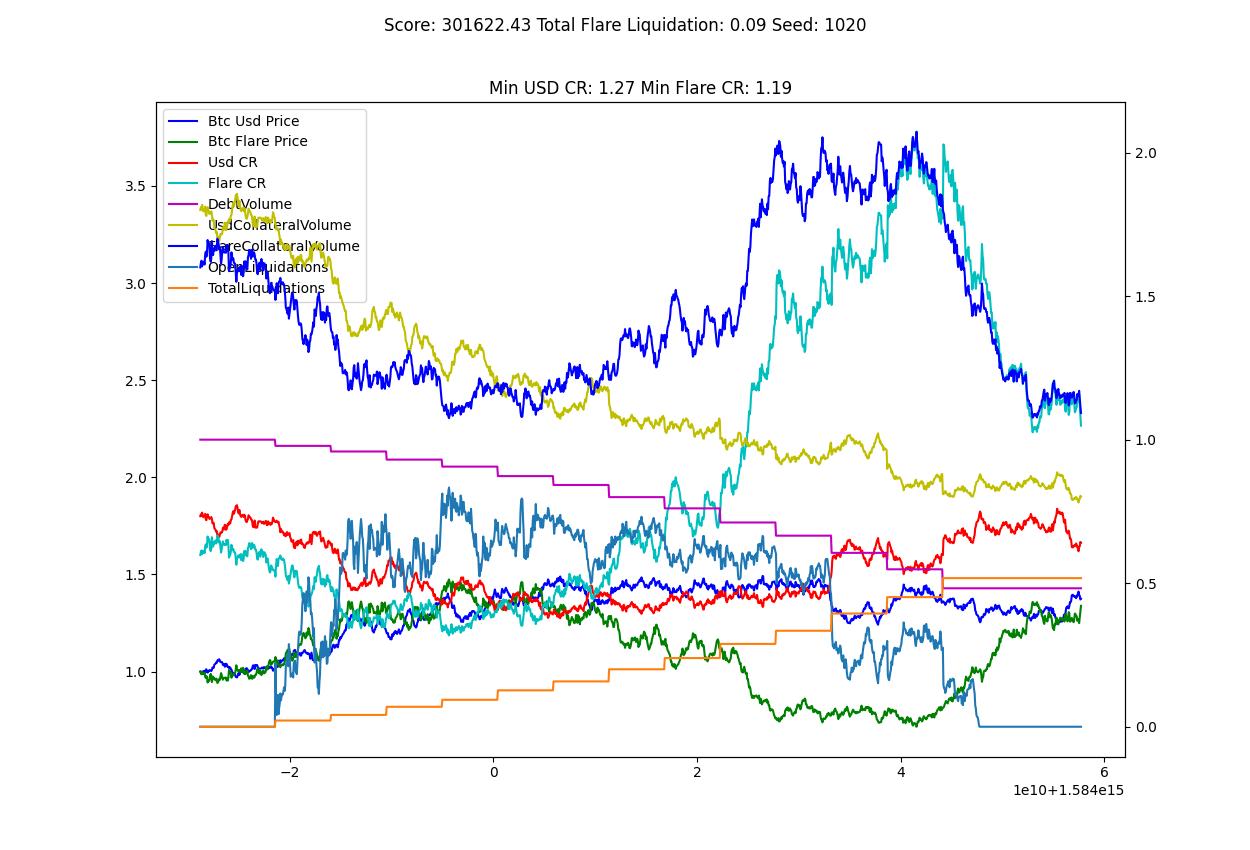 Score: 301622.43 Total Flare Liquidation: 0.09 Seed: 1020
Min USD CR: 1.27 Min Flare CR: 1.19
Btc Usd Price
Btc Flare Price
Usd CR
Flare CR
DebtVolume
UsdCollateralVolume
FlareCollateralVolume
OpenLiquidations
TotalLiquidations
3.5
3.0
2.5
2.0
1.5
1.0
2.0
1.5
1.0
0.5
0.0
−2
0
2
4
6
1e10+1.584e15